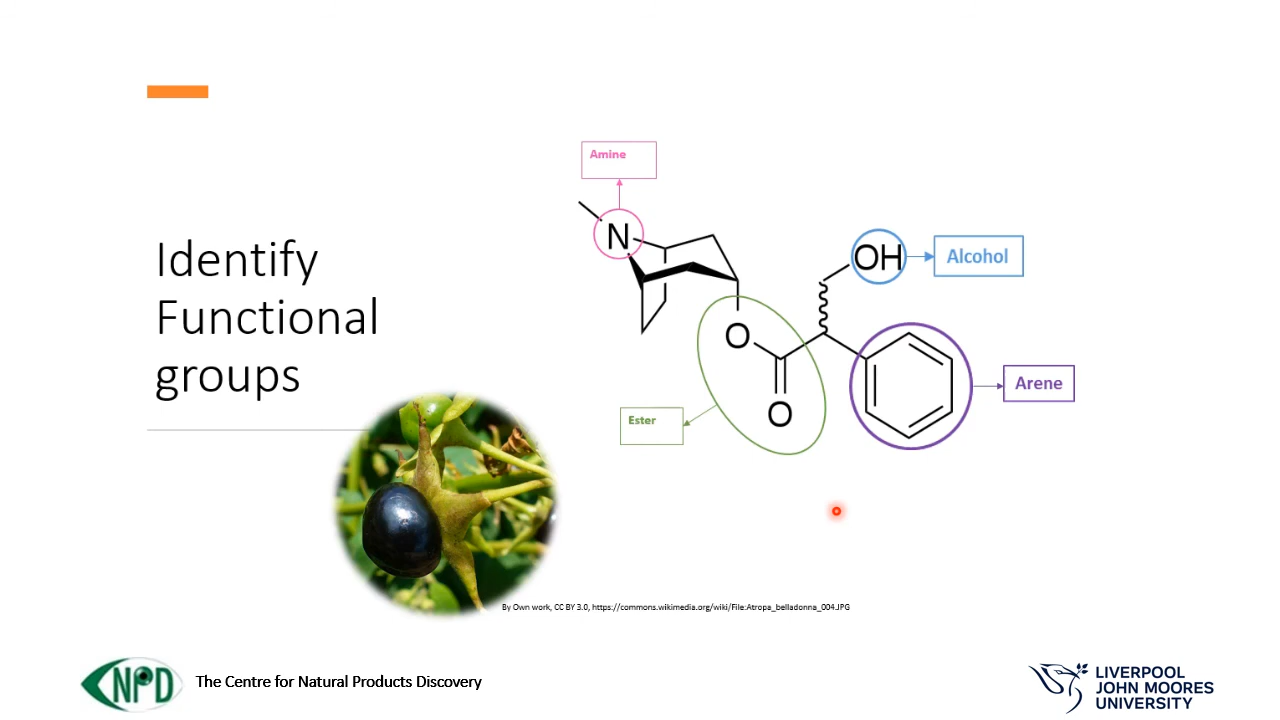 Amine
N
OH
Alcohol
Identify
Functional
groups
O
Arene
O
Ester
By Own work, CC BY 3.0, https://commons.wikimedia.org/wiki/File:Atropa_belladonna_004.JPG
CNPD
The Centre for Natural Products Discovery
LIVERPOOL
JOHN MOORES
UNIVERSITY